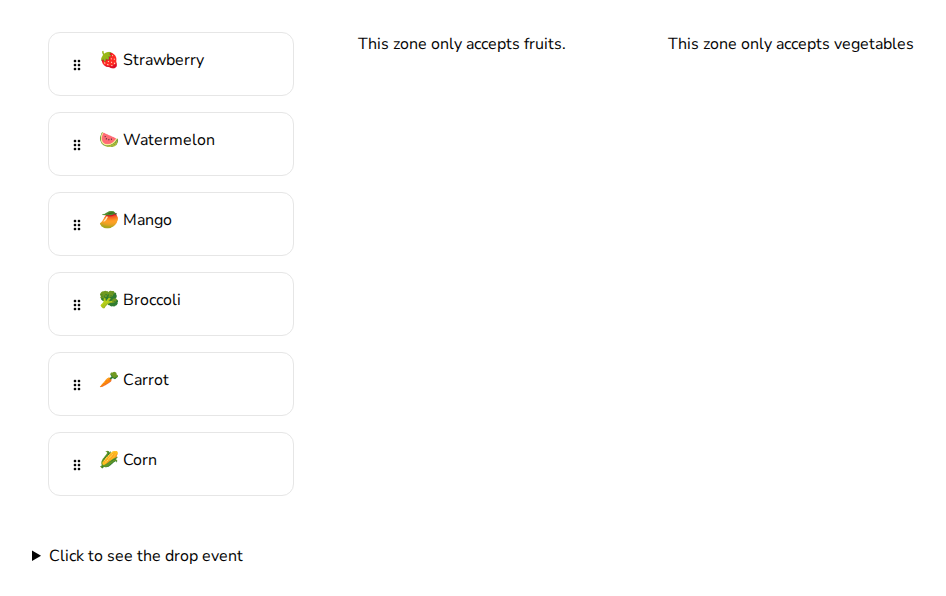 🍓 Strawberry
🍉 Watermelon
🥭 Mango
🥦 Broccoli
🥕 Carrot
🌽 Corn
This zone only accepts fruits.
This zone only accepts vegetables
Click to see the drop event